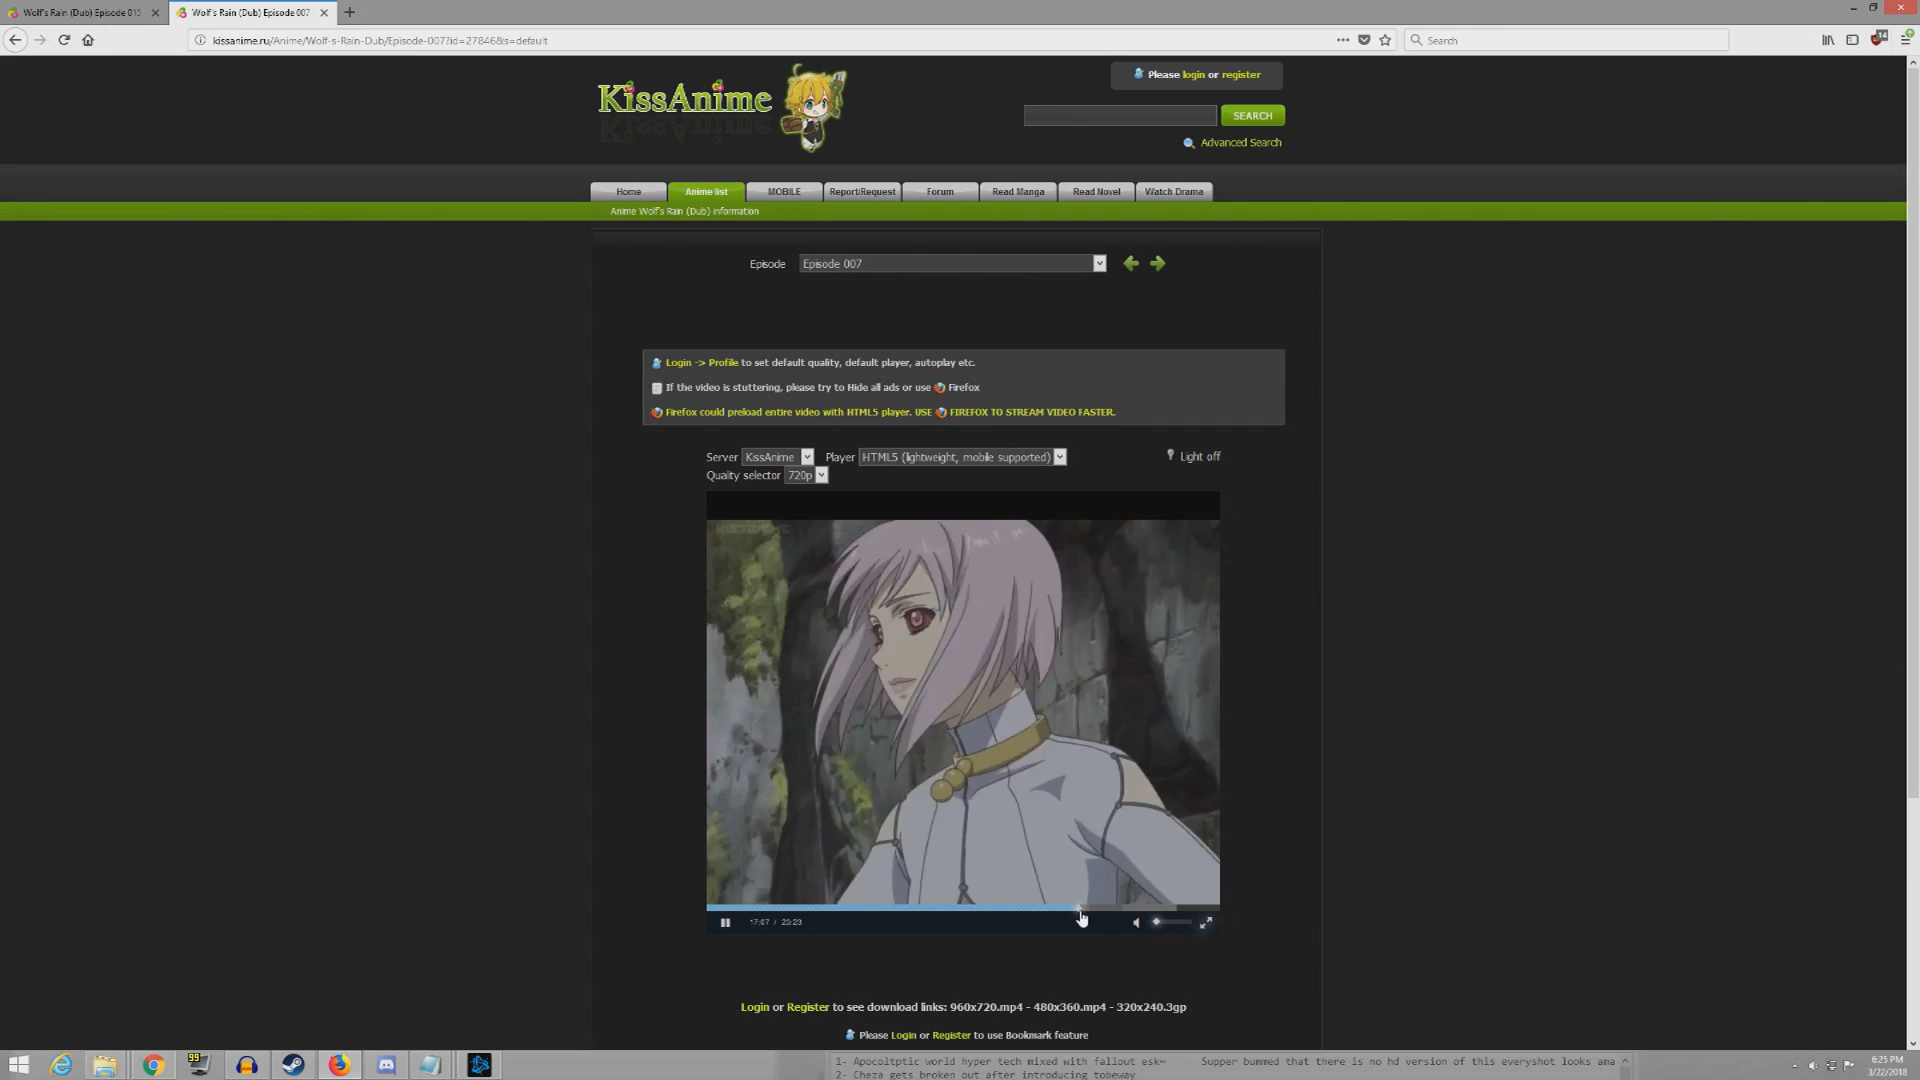 Wolf's Rain (Dub) Episode 015
Wolf's Rain (Dub) Episode 007
kissanime.ru/Anime/Wolf-s-Rain-Dub/Episode-007?id=27846&s=default
Search
14
KissAnime
Please login or register
SEARCH
Advanced Search
Home
Anime list
MOBILE
Report/Request
Forum
Read Manga
Read Novel
Watch Drama
Anime Wolf's Rain (Dub) information
Episode Episode 007
Login -> Profile to set default quality, default player, autoplay etc.
If the video is stuttering, please try to Hide all ads or use Firefox
Firefox could preload entire video with HTML5 player. USE FIREFOX TO STREAM VIDEO FASTER.
Server KissAnime Player HTML5 (lightweight, mobile supported)
Light off
Quality selector 720p
KISSANIME
17:07 / 23:23
Login or Register to see download links: 960x720.mp4 - 480x360.mp4 - 320x240.3gp
Please Login or Register to use Bookmark feature
99
1- Apocoltptic world hyper tech mixed with fallout esk~ Supper bummed that there is no hd version of this everyshot looks ama
2- Cheza gets broken out after introducing tobeway
6:25 PM
3/22/2018